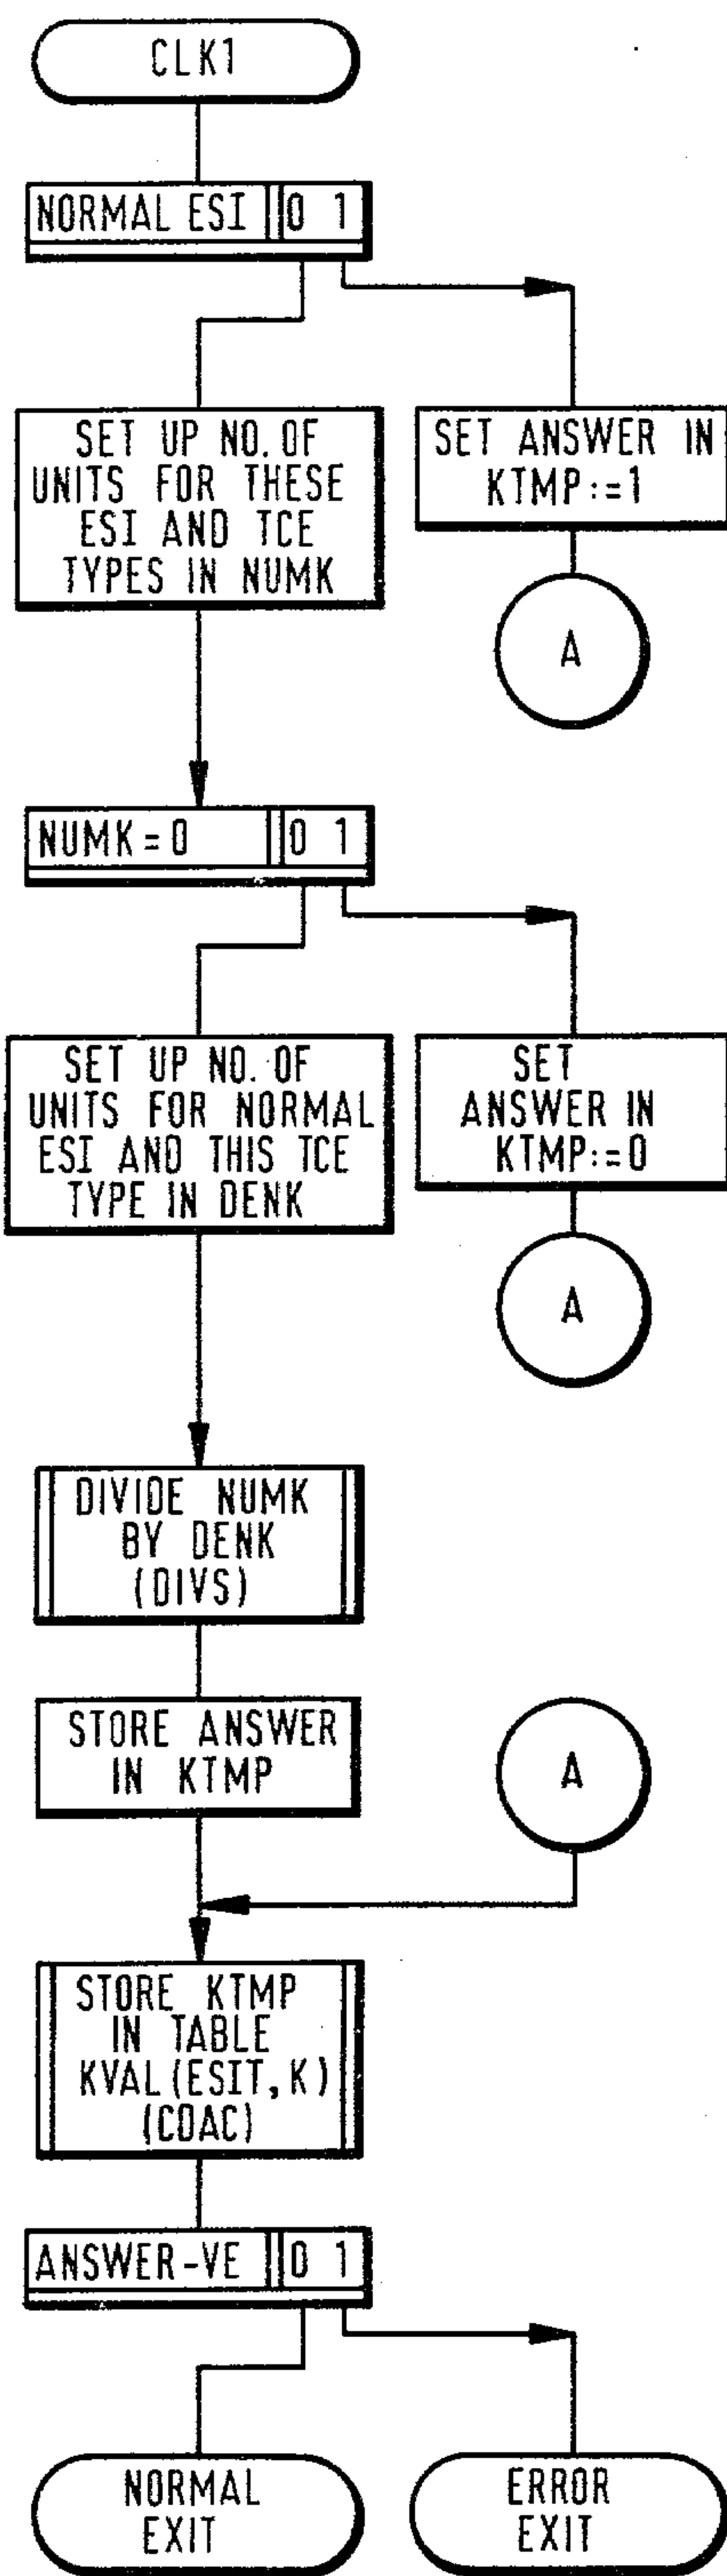 CLK1
NORMAL ESI 0 1
SET UP NO. OF
UNITS FOR THESE
ESI AND TCE
TYPES IN NUMK
SET ANSWER IN
KTMP:=1
A
NUMK=0 0 1
SET UP NO. OF
UNITS FOR NORMAL
ESI AND THIS TCE
TYPE IN DENK
SET
ANSWER IN
KTMP:=0
A
DIVIDE NUMK
BY DENK
(DIVS)
STORE ANSWER
IN KTMP
A
STORE KTMP
IN TABLE
KVAL(ESIT,K)
(CDAC)
ANSWER-VE 0 1
NORMAL
EXIT
ERROR
EXIT